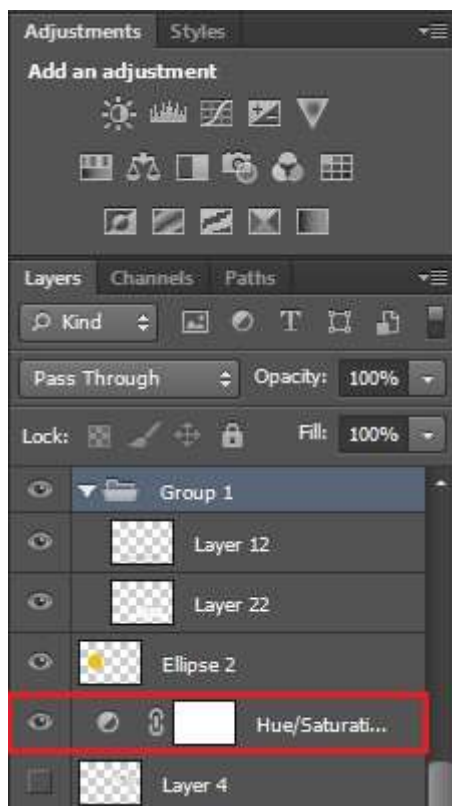 Adjustments Styles
Add an adjustment
Layers Channels Paths
Kind T
Pass Through Opacity: 100%
Lock: Fill: 100%
Group 1
Layer 12
Layer 22
Ellipse 2
Hue/Saturati...
Layer 4